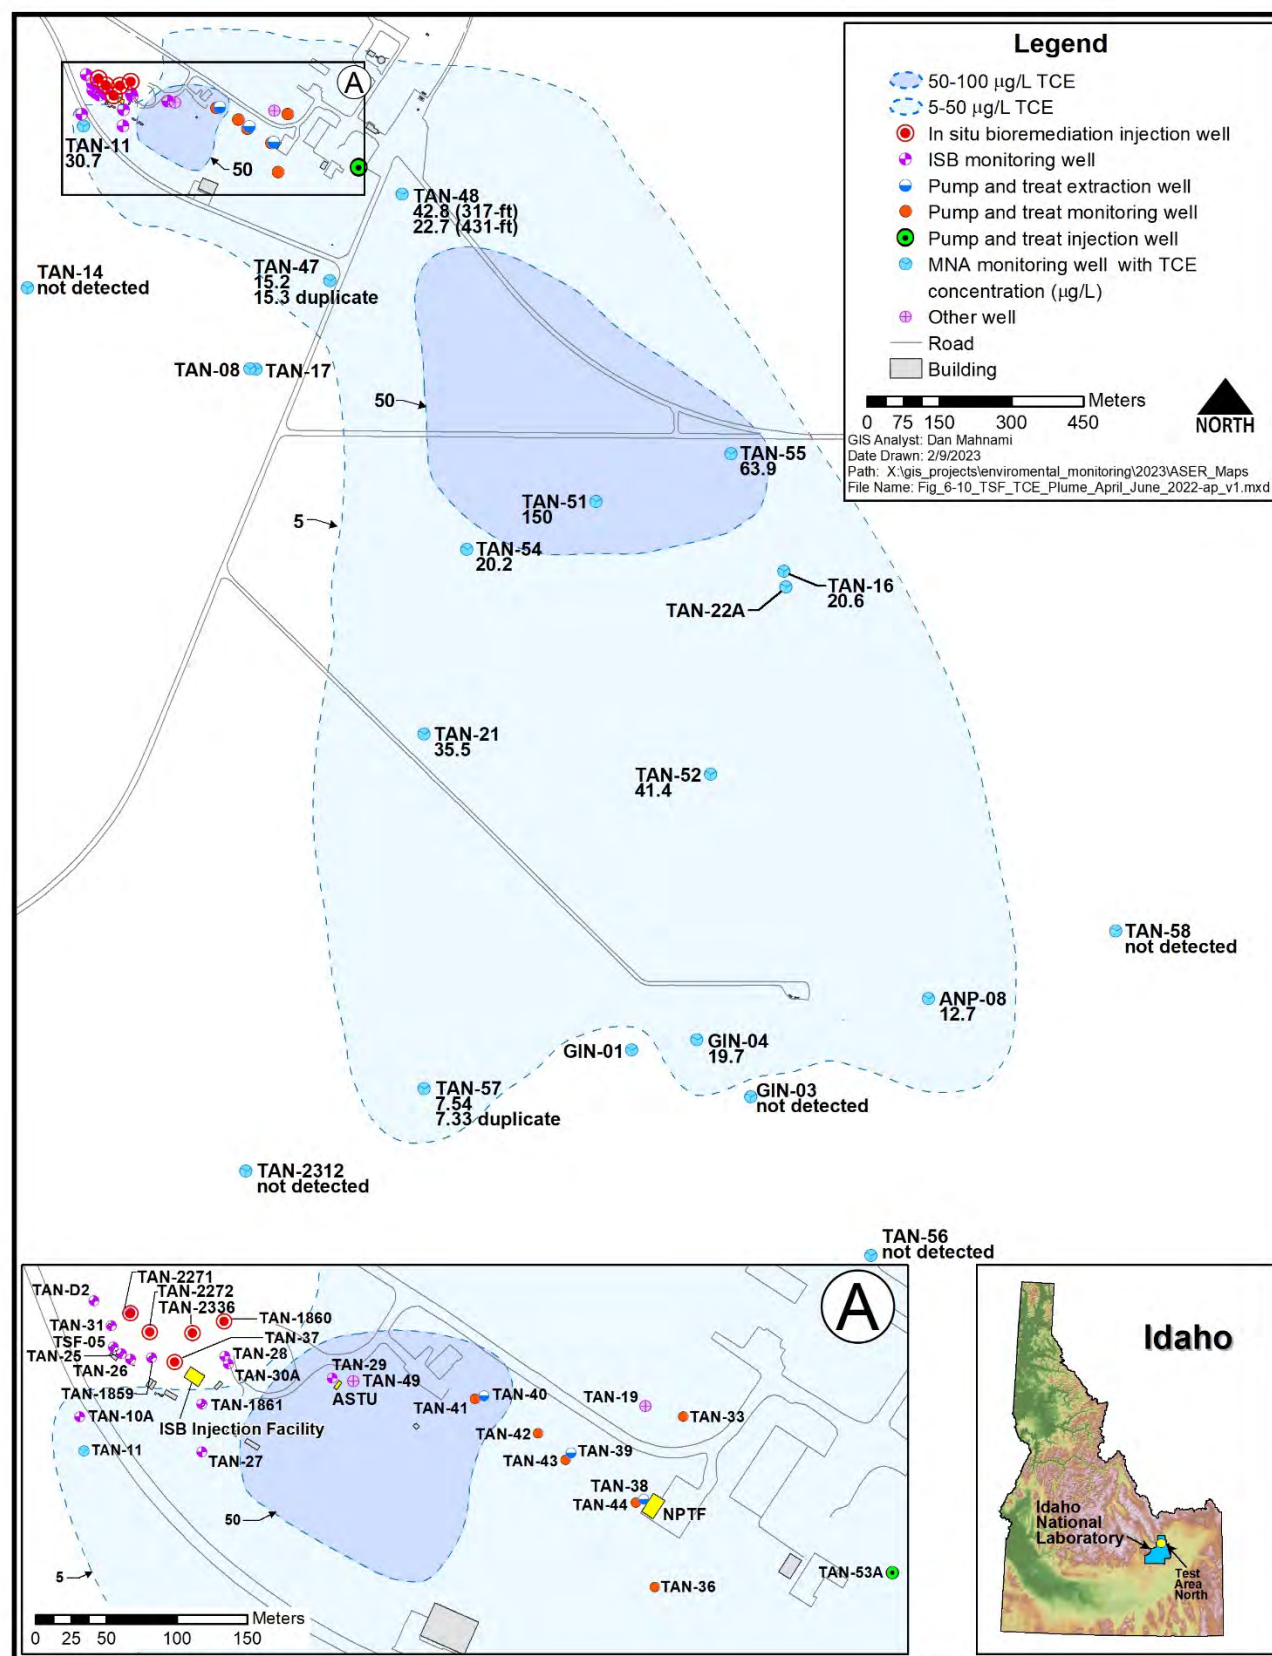 Legend
50-100 μg/L TCE
5-50 μg/L TCE
In situ bioremediation injection well
ISB monitoring well
Pump and treat extraction well
Pump and treat monitoring well
Pump and treat injection well
MNA monitoring well with TCE
concentration (μg/L)
Other well
Road
Building
Meters
0 75 150 300 450
NORTH
GIS Analyst: Dan Mahnami
Date Drawn: 2/9/2023
Path: X:\gis_projects\enviromental_monitoring\2023\ASER_Maps
File Name: Fig_6-10_TSF_TCE_Plume_April_June_2022-ap_v1.mxd
A
TAN-11
30.7
50
TAN-48
42.8 (317-ft)
22.7 (431-ft)
TAN-14
not detected
TAN-47
15.2
15.3 duplicate
TAN-08
TAN-17
50
TAN-55
63.9
TAN-51
150
5
TAN-54
20.2
TAN-16
20.6
TAN-22A
TAN-21
35.5
TAN-52
41.4
TAN-58
not detected
ANP-08
12.7
GIN-04
19.7
GIN-01
GIN-03
not detected
TAN-57
7.54
7.33 duplicate
TAN-2312
not detected
TAN-56
not detected
A
TAN-2271
TAN-D2
TAN-2272
TAN-2336
TAN-1860
TAN-31
TAN-37
TSF-05
TAN-25
TAN-28
TAN-26
TAN-30A
TAN-29
TAN-49
ASTU
TAN-1859
TAN-1861
TAN-10A
ISB Injection Facility
TAN-11
TAN-27
TAN-40
TAN-41
TAN-19
TAN-33
TAN-42
TAN-39
TAN-43
TAN-38
TAN-44
NPTF
50
5
TAN-53A
TAN-36
Meters
0 25 50 100 150
Idaho
Idaho
National
Laboratory
Test
Area
North